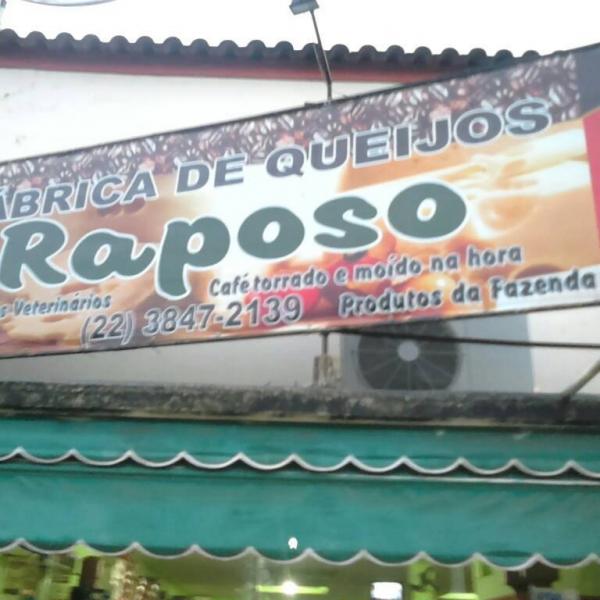 ÁBRICA DE QUEIJOS
Raposo
Café torrado e moído na hora
s-Veterinários
(22) 3847-2139
Produtos da Fazenda